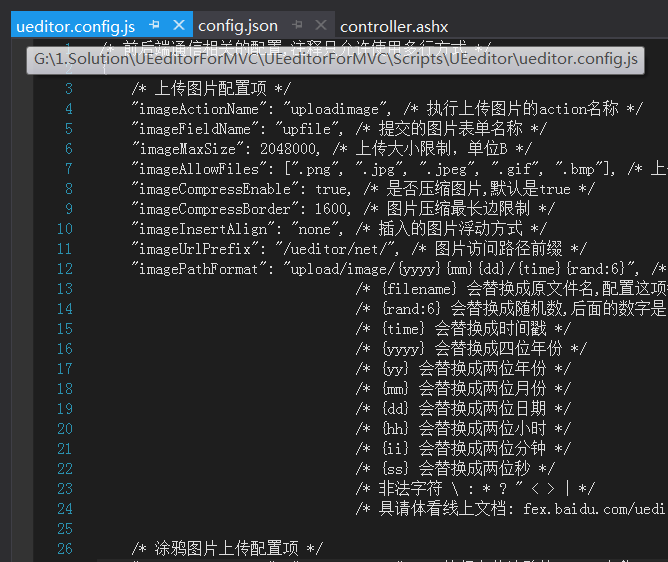 ueditor.config.js config.json controller.ashx
1 /* 前后端通信相关的配置,注释只允许使用多行方式 */
G:\1.Solution\UEeditorForMVC\UEeditorForMVC\Scripts\UEeditor\ueditor.config.js
3 /* 上传图片配置项 */
4 "imageActionName": "uploadimage", /* 执行上传图片的action名称 */
5 "imageFieldName": "upfile", /* 提交的图片表单名称 */
6 "imageMaxSize": 2048000, /* 上传大小限制，单位B */
7 "imageAllowFiles": [".png", ".jpg", ".jpeg", ".gif", ".bmp"], /* 上
8 "imageCompressEnable": true, /* 是否压缩图片,默认是true */
9 "imageCompressBorder": 1600, /* 图片压缩最长边限制 */
10 "imageInsertAlign": "none", /* 插入的图片浮动方式 */
11 "imageUrlPrefix": "/ueditor/net/", /* 图片访问路径前缀 */
12 "imagePathFormat": "upload/image/{yyyy}{mm}{dd}/{time}{rand:6}", /*
13 /* {filename} 会替换成原文件名,配置这项
14 /* {rand:6} 会替换成随机数,后面的数字是
15 /* {time} 会替换成时间戳 */
16 /* {yyyy} 会替换成四位年份 */
17 /* {yy} 会替换成两位年份 */
18 /* {mm} 会替换成两位月份 */
19 /* {dd} 会替换成两位日期 */
20 /* {hh} 会替换成两位小时 */
21 /* {ii} 会替换成两位分钟 */
22 /* {ss} 会替换成两位秒 */
23 /* 非法字符 \ : * ? " < > | */
24 /* 具请体看线上文档: fex.baidu.com/uedi
25
26 /* 涂鸦图片上传配置项 */